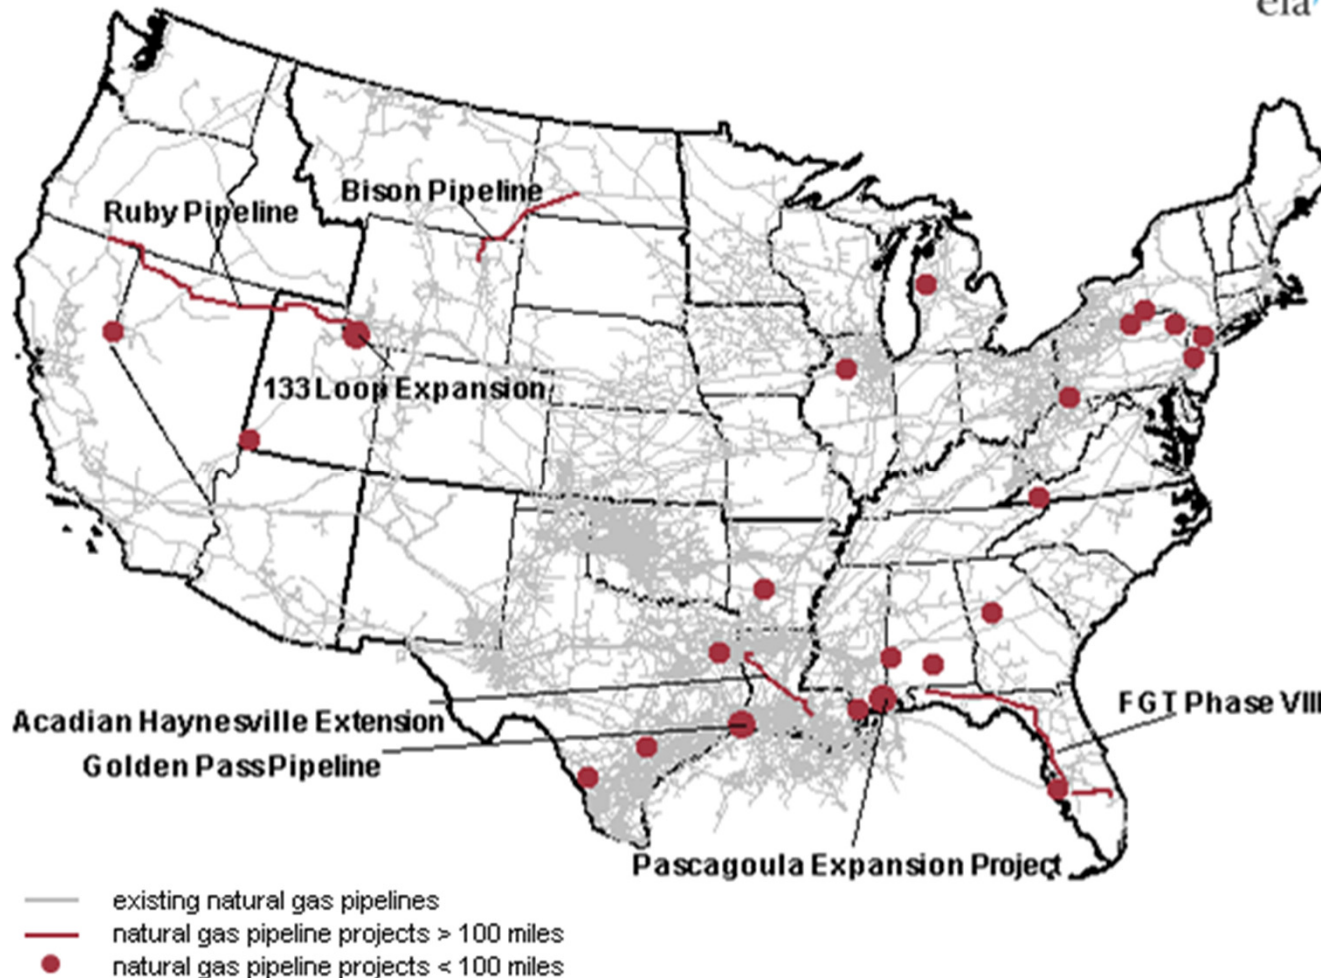 eia
Bison Pipeline
Ruby Pipeline
133 Loop Expansion
FGT Phase VIII
Acadian Haynesville Extension
Golden Pass Pipeline
Pascagoula Expansion Project
existing natural gas pipelines
natural gas pipeline projects > 100 miles
natural gas pipeline projects < 100 miles